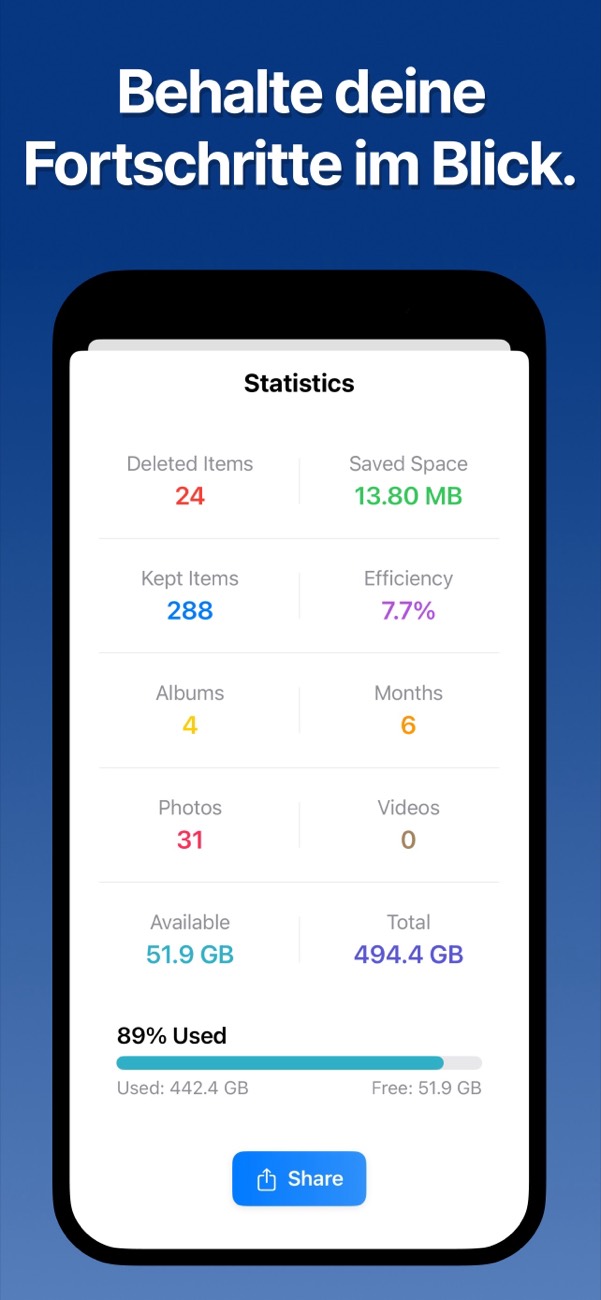 Behalte deine
Fortschritte im Blick.
Statistics
Deleted Items Saved Space
24 13.80 MB
Kept Items Efficiency
288 7.7%
Albums Months
4 6
Photos Videos
31 0
Available Total
51.9 GB 494.4 GB
89% Used
Used: 442.4 GB Free: 51.9 GB
Share